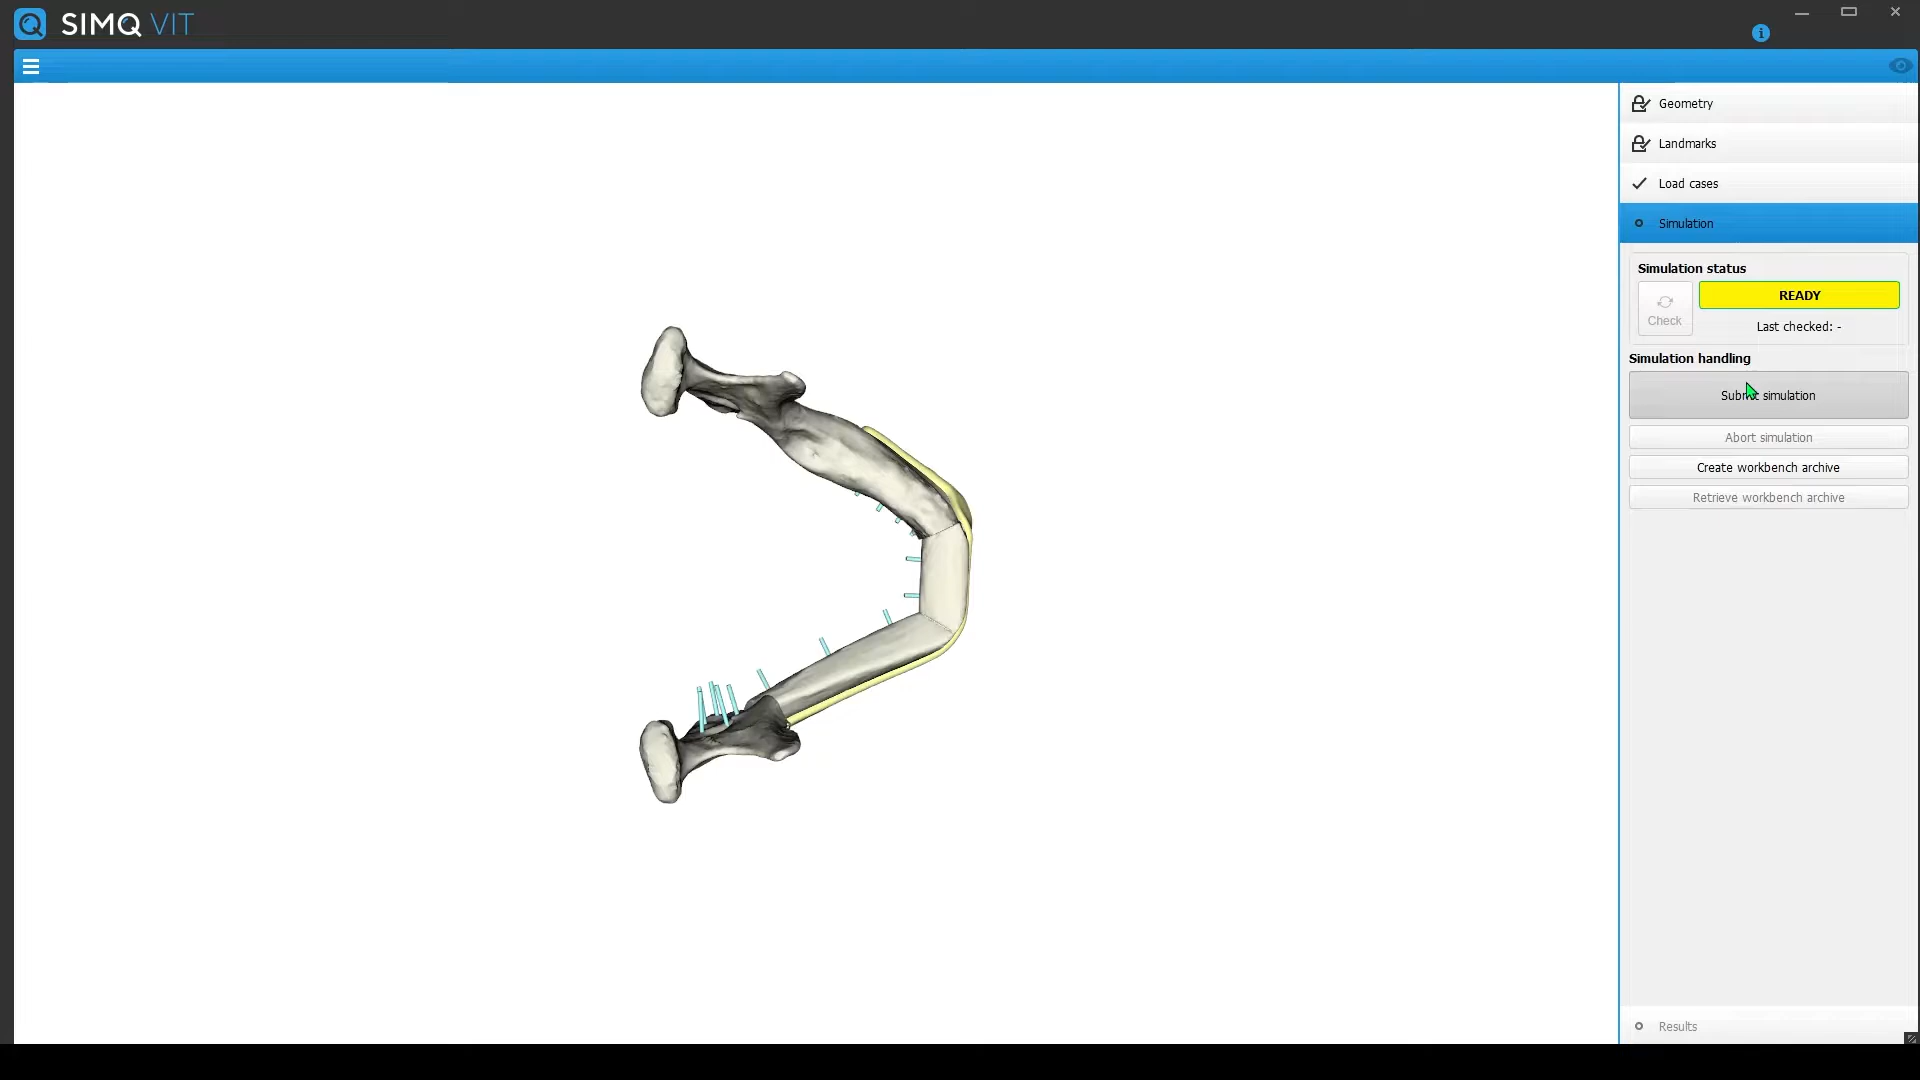 SIMQ VIT
Geometry
Landmarks
Load cases
Simulation
Simulation status
READY
Check
Last checked: -
Simulation handling
Submit simulation
Abort simulation
Create workbench archive
Retrieve workbench archive
Results